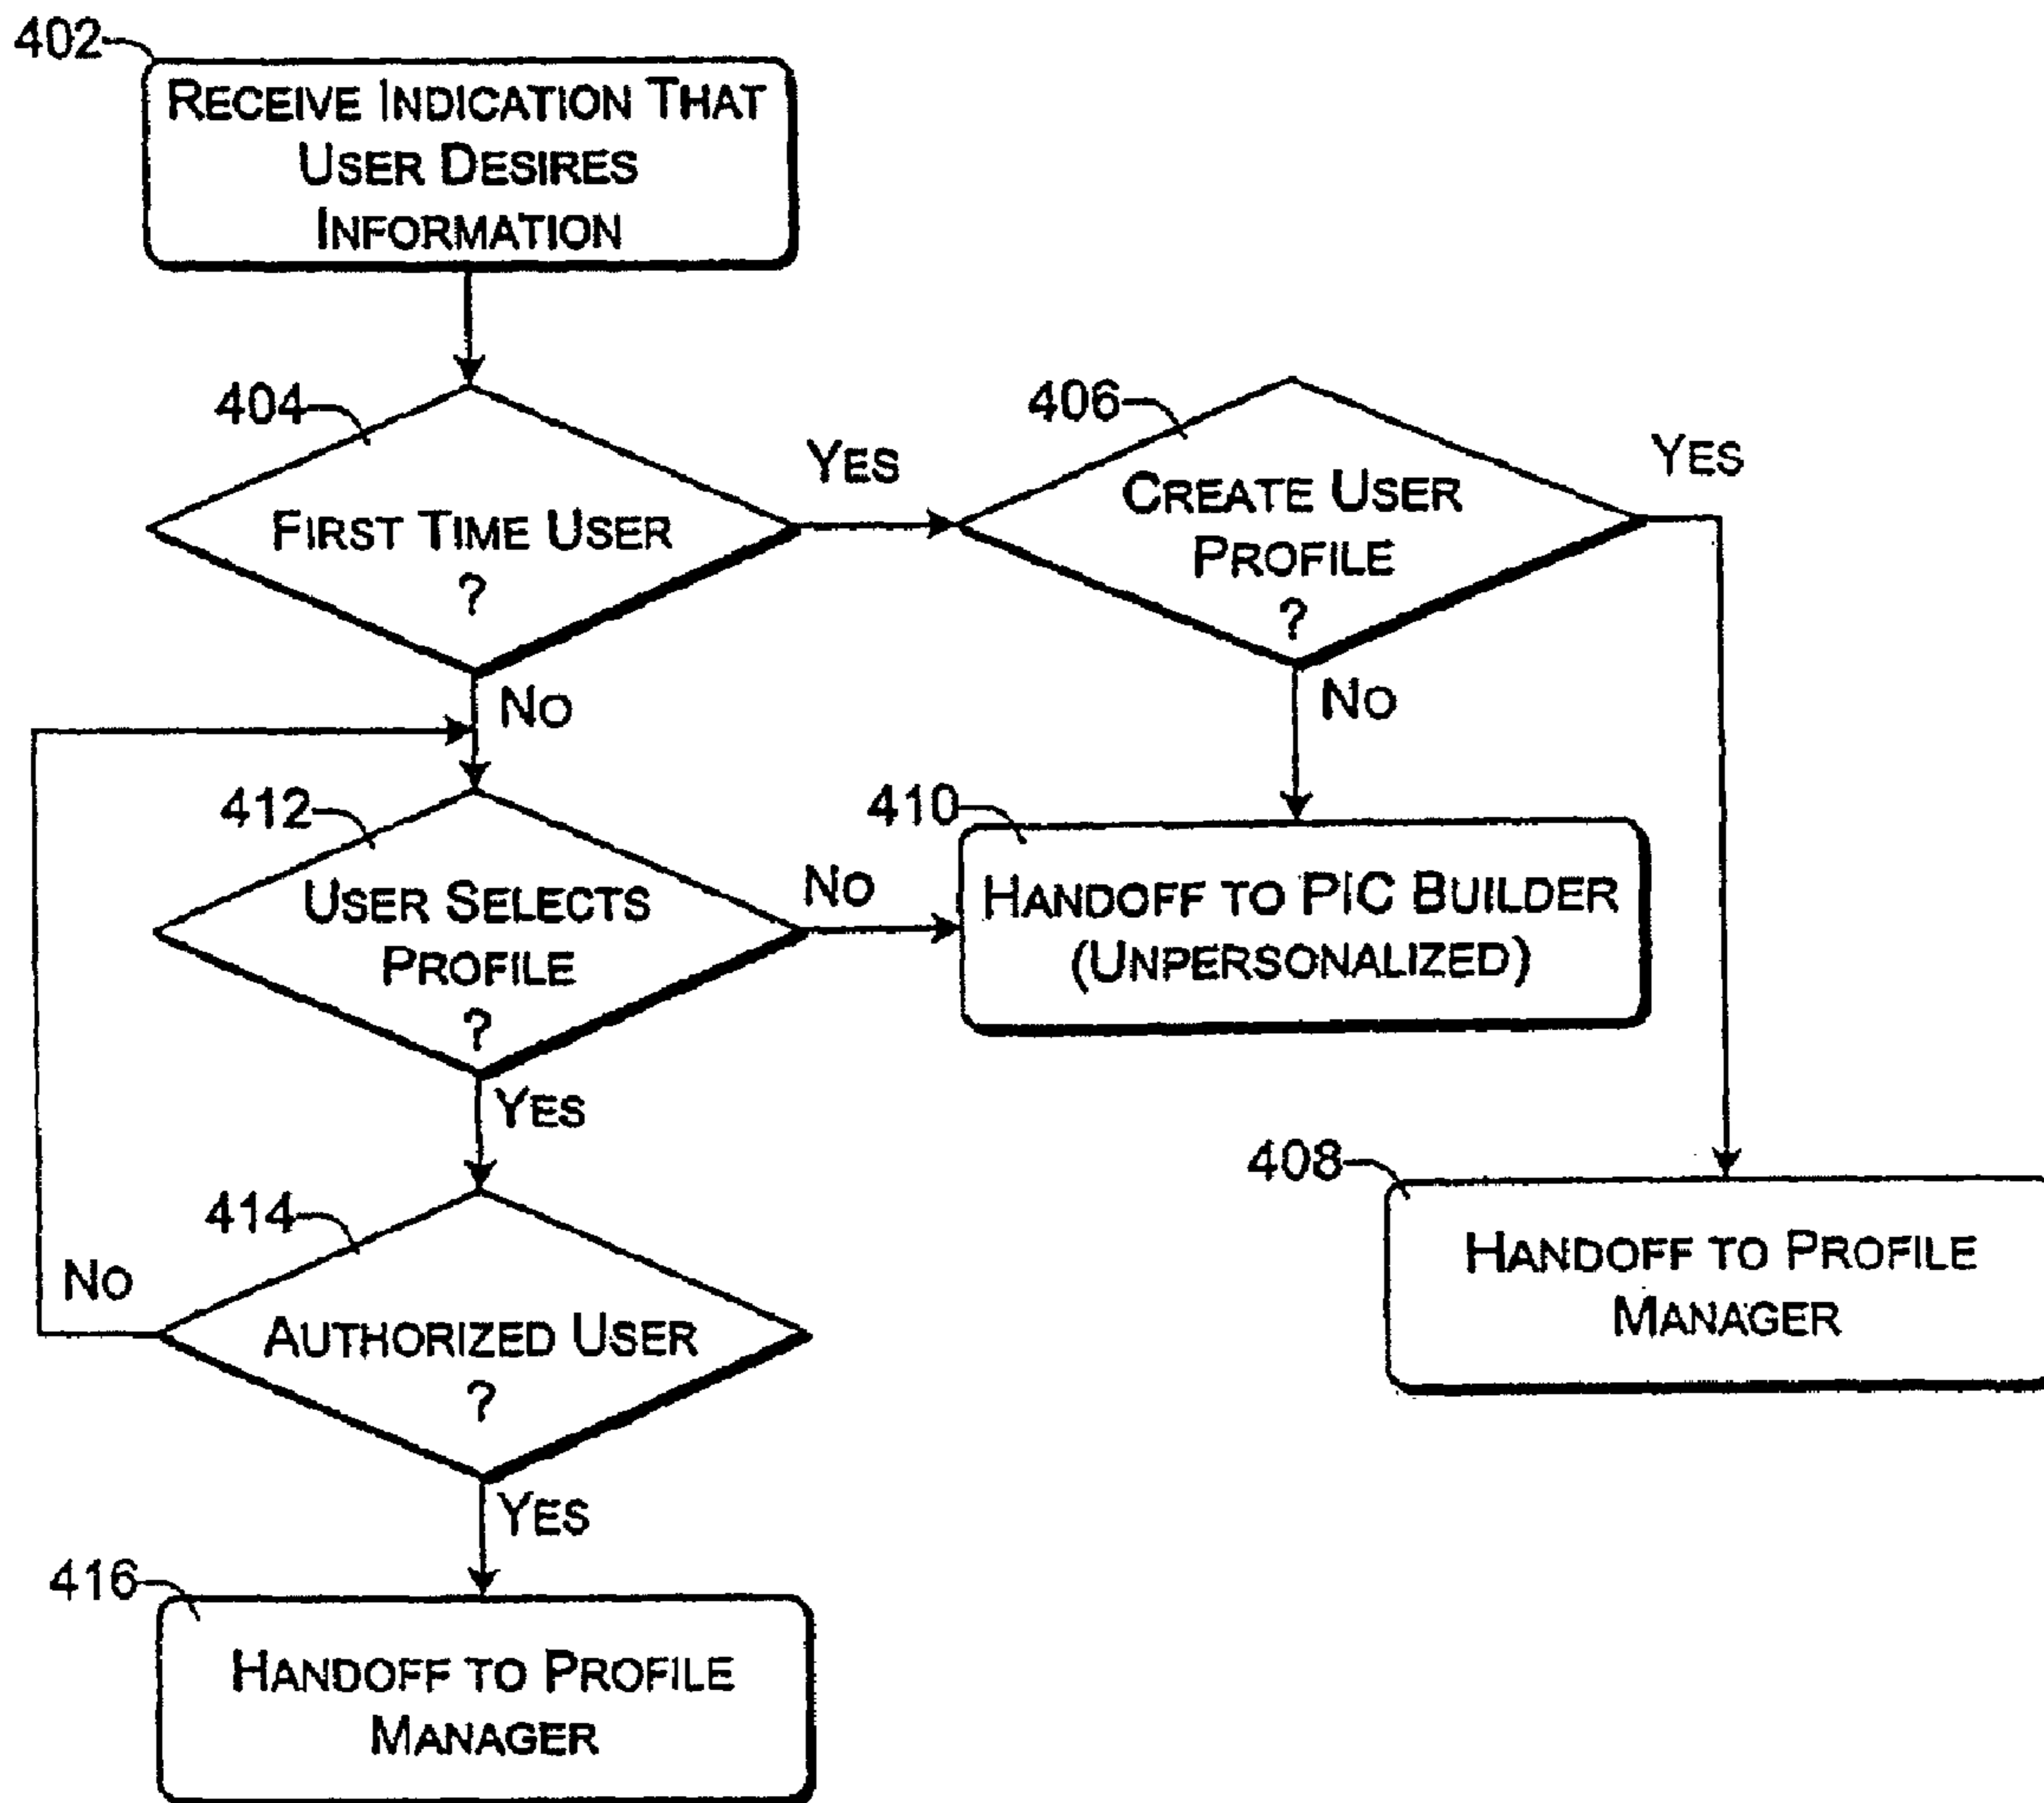 402
RECEIVE INDICATION THAT
USER DESIRES
INFORMATION
404
FIRST TIME USER
?
YES
406
CREATE USER
PROFILE
?
YES
NO
NO
412
USER SELECTS
PROFILE
?
NO
410
HANDOFF TO PIC BUILDER
(UNPERSONALIZED)
YES
408
HANDOFF TO PROFILE
MANAGER
414
AUTHORIZED USER
?
NO
YES
416
HANDOFF TO PROFILE
MANAGER